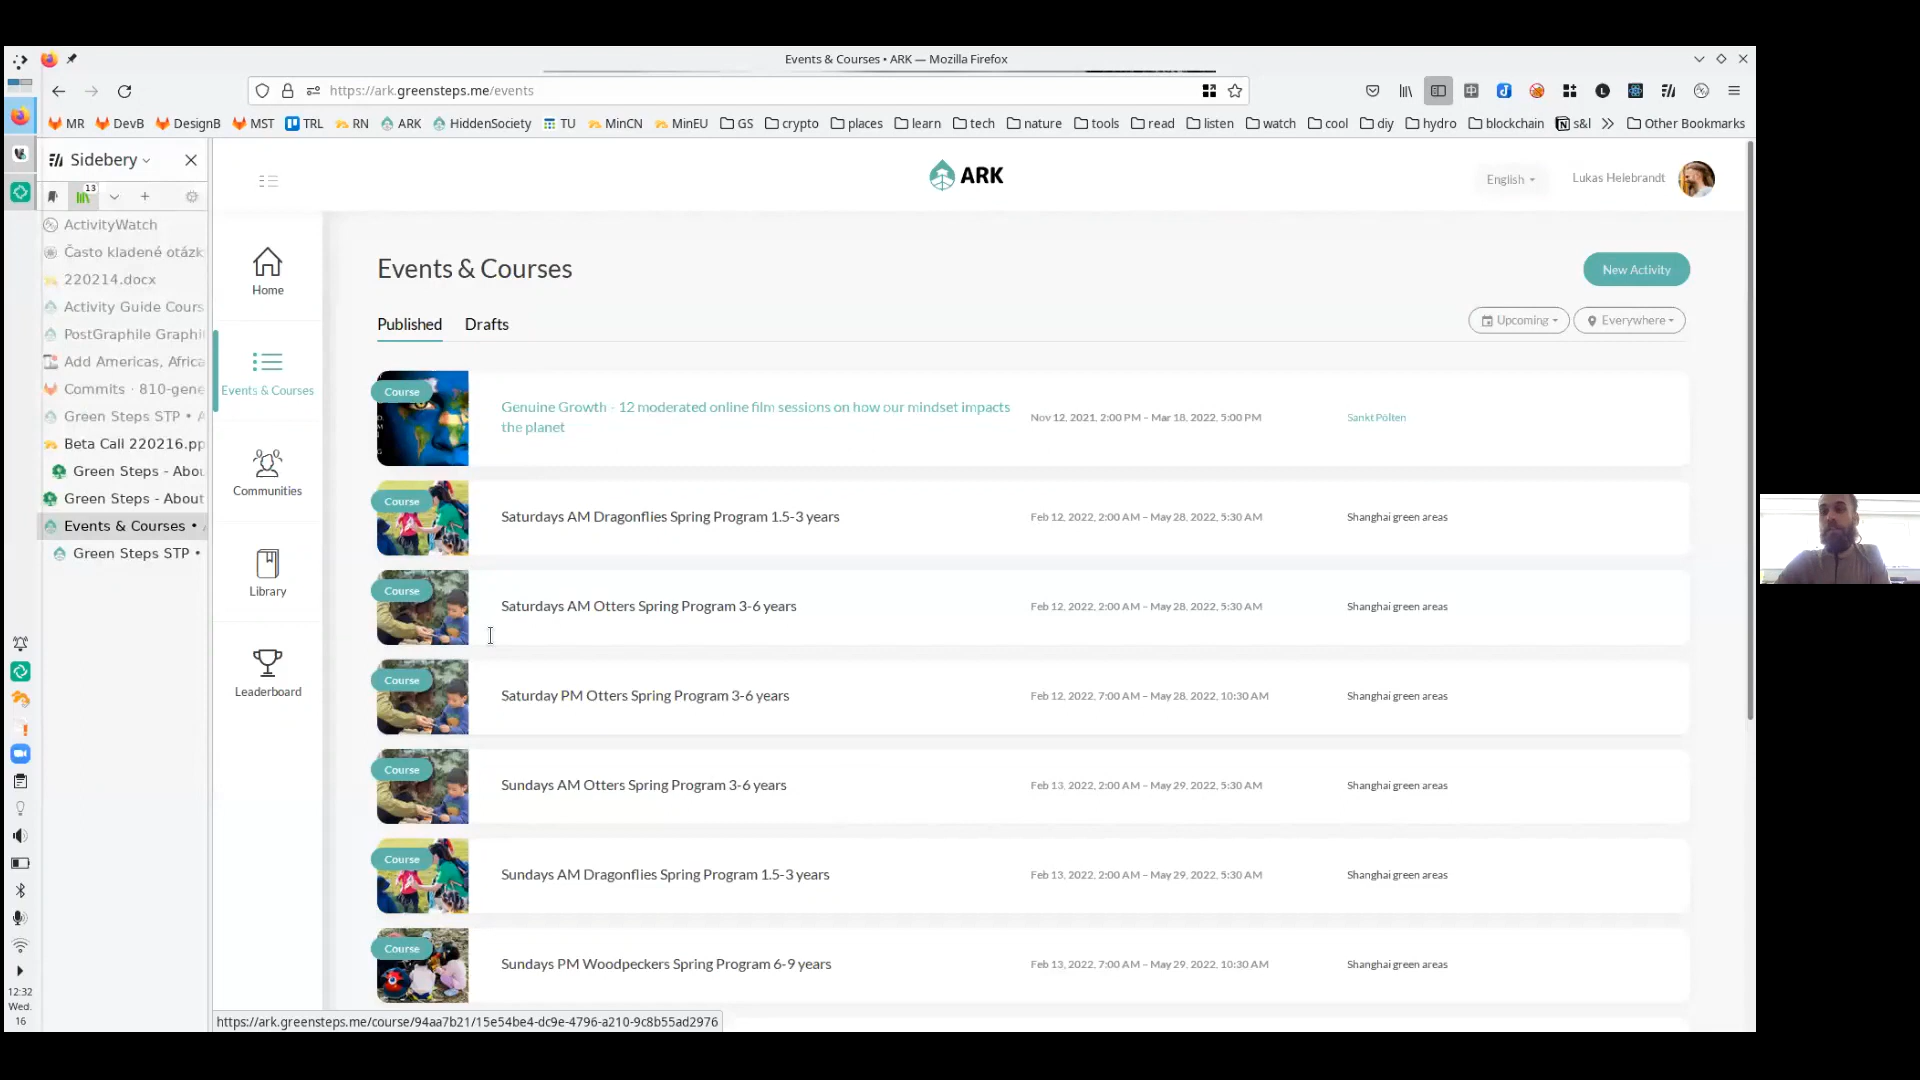 Events & Courses • ARK — Mozilla Firefox
https://ark.greensteps.me/events
MR DevB DesignB MST TRL RN ARK HiddenSociety TU MinCN MinEU GS crypto places learn tech nature tools read listen watch cool diy hydro blockchain s&l Other Bookmarks
Sidebery
13
ActivityWatch
Často kladené otázk
220214.docx
Activity Guide Cours
PostGraphile Graphi
Add Americas, Africa
Commits · 810-gene
Green Steps STP •
Beta Call 220216.pp
Green Steps - Abou
Green Steps - About
Events & Courses •
Green Steps STP •
12:32
Wed.
16
ARK
English
Lukas Helebrandt
Home
Events & Courses
Communities
Library
Leaderboard
Events & Courses
New Activity
Published Drafts
Upcoming Everywhere
Course
Genuine Growth - 12 moderated online film sessions on how our mindset impacts
the planet
Nov 12, 2021, 2:00 PM – Mar 18, 2022, 5:00 PM
Sankt Pölten
Course
Saturdays AM Dragonflies Spring Program 1.5-3 years
Feb 12, 2022, 2:00 AM – May 28, 2022, 5:30 AM
Shanghai green areas
Course
Saturdays AM Otters Spring Program 3-6 years
Feb 12, 2022, 2:00 AM – May 28, 2022, 5:30 AM
Shanghai green areas
Course
Saturday PM Otters Spring Program 3-6 years
Feb 12, 2022, 7:00 AM – May 28, 2022, 10:30 AM
Shanghai green areas
Course
Sundays AM Otters Spring Program 3-6 years
Feb 13, 2022, 2:00 AM – May 29, 2022, 5:30 AM
Shanghai green areas
Course
Sundays AM Dragonflies Spring Program 1.5-3 years
Feb 13, 2022, 2:00 AM – May 29, 2022, 5:30 AM
Shanghai green areas
Course
Sundays PM Woodpeckers Spring Program 6-9 years
Feb 13, 2022, 7:00 AM – May 29, 2022, 10:30 AM
Shanghai green areas
https://ark.greensteps.me/course/94aa7b21/15e54be4-dc9e-4796-a210-9c8b55ad2976